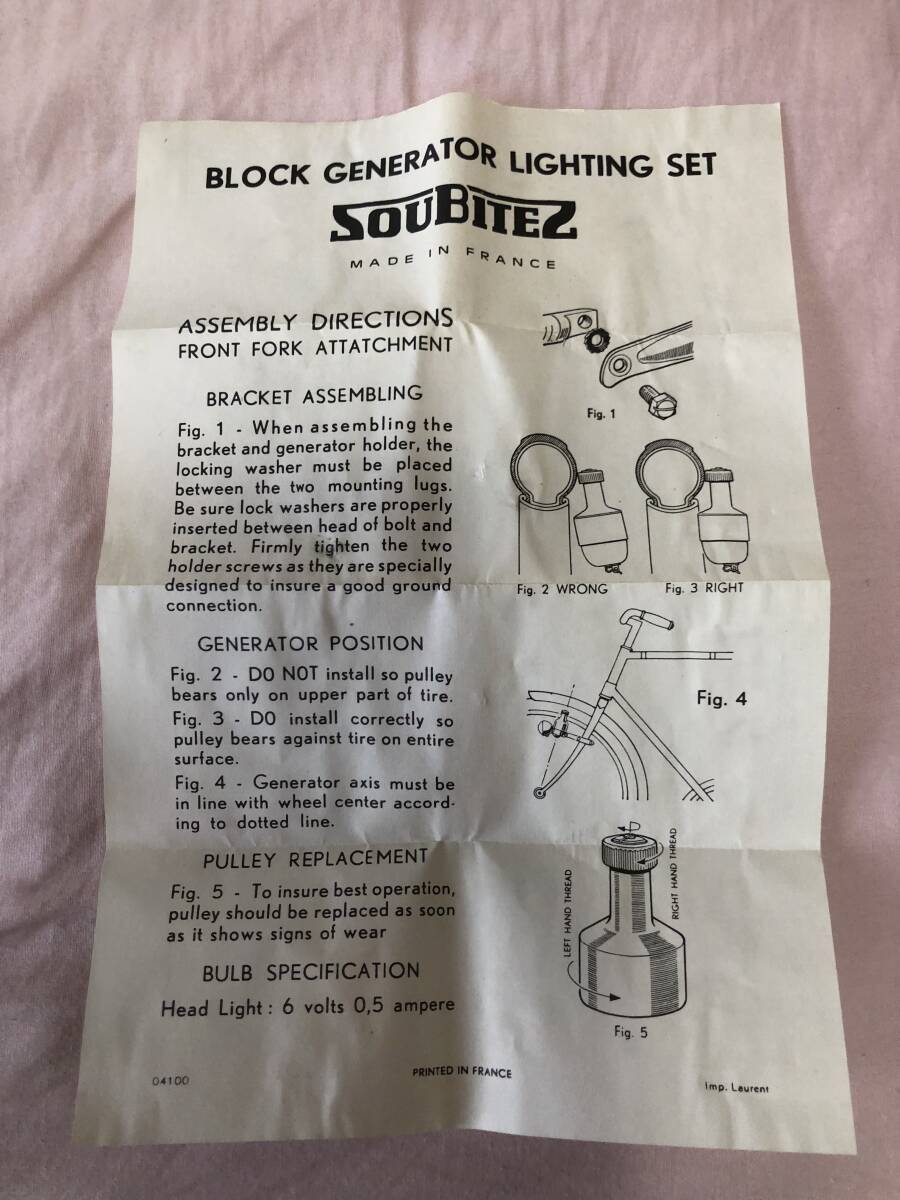 BLOCK GENERATOR LIGHTING SET
SOUBITEZ
MADE IN FRANCE
ASSEMBLY DIRECTIONS
FRONT FORK ATTATCHMENT
BRACKET ASSEMBLING
Fig. 1 - When assembling the
bracket and generator holder, the
locking washer must be placed
between the two mounting lugs.
Be sure lock washers are properly
inserted between head of bolt and
bracket. Firmly tighten the two
holder screws as they are specially
designed to insure a good ground
connection.
Fig. 1
Fig. 2 WRONG
Fig. 3 RIGHT
GENERATOR POSITION
Fig. 2 - DO NOT install so pulley
bears only on upper part of tire.
Fig. 3 - DO install correctly so
pulley bears against tire on entire
surface.
Fig. 4 - Generator axis must be
in line with wheel center accord-
ing to dotted line.
Fig. 4
PULLEY REPLACEMENT
Fig. 5 - To insure best operation,
pulley should be replaced as soon
as it shows signs of wear
BULB SPECIFICATION
Head Light : 6 volts 0,5 ampere
LEFT HAND THREAD
RIGHT HAND THREAD
Fig. 5
04100
PRINTED IN FRANCE
Imp. Laurent